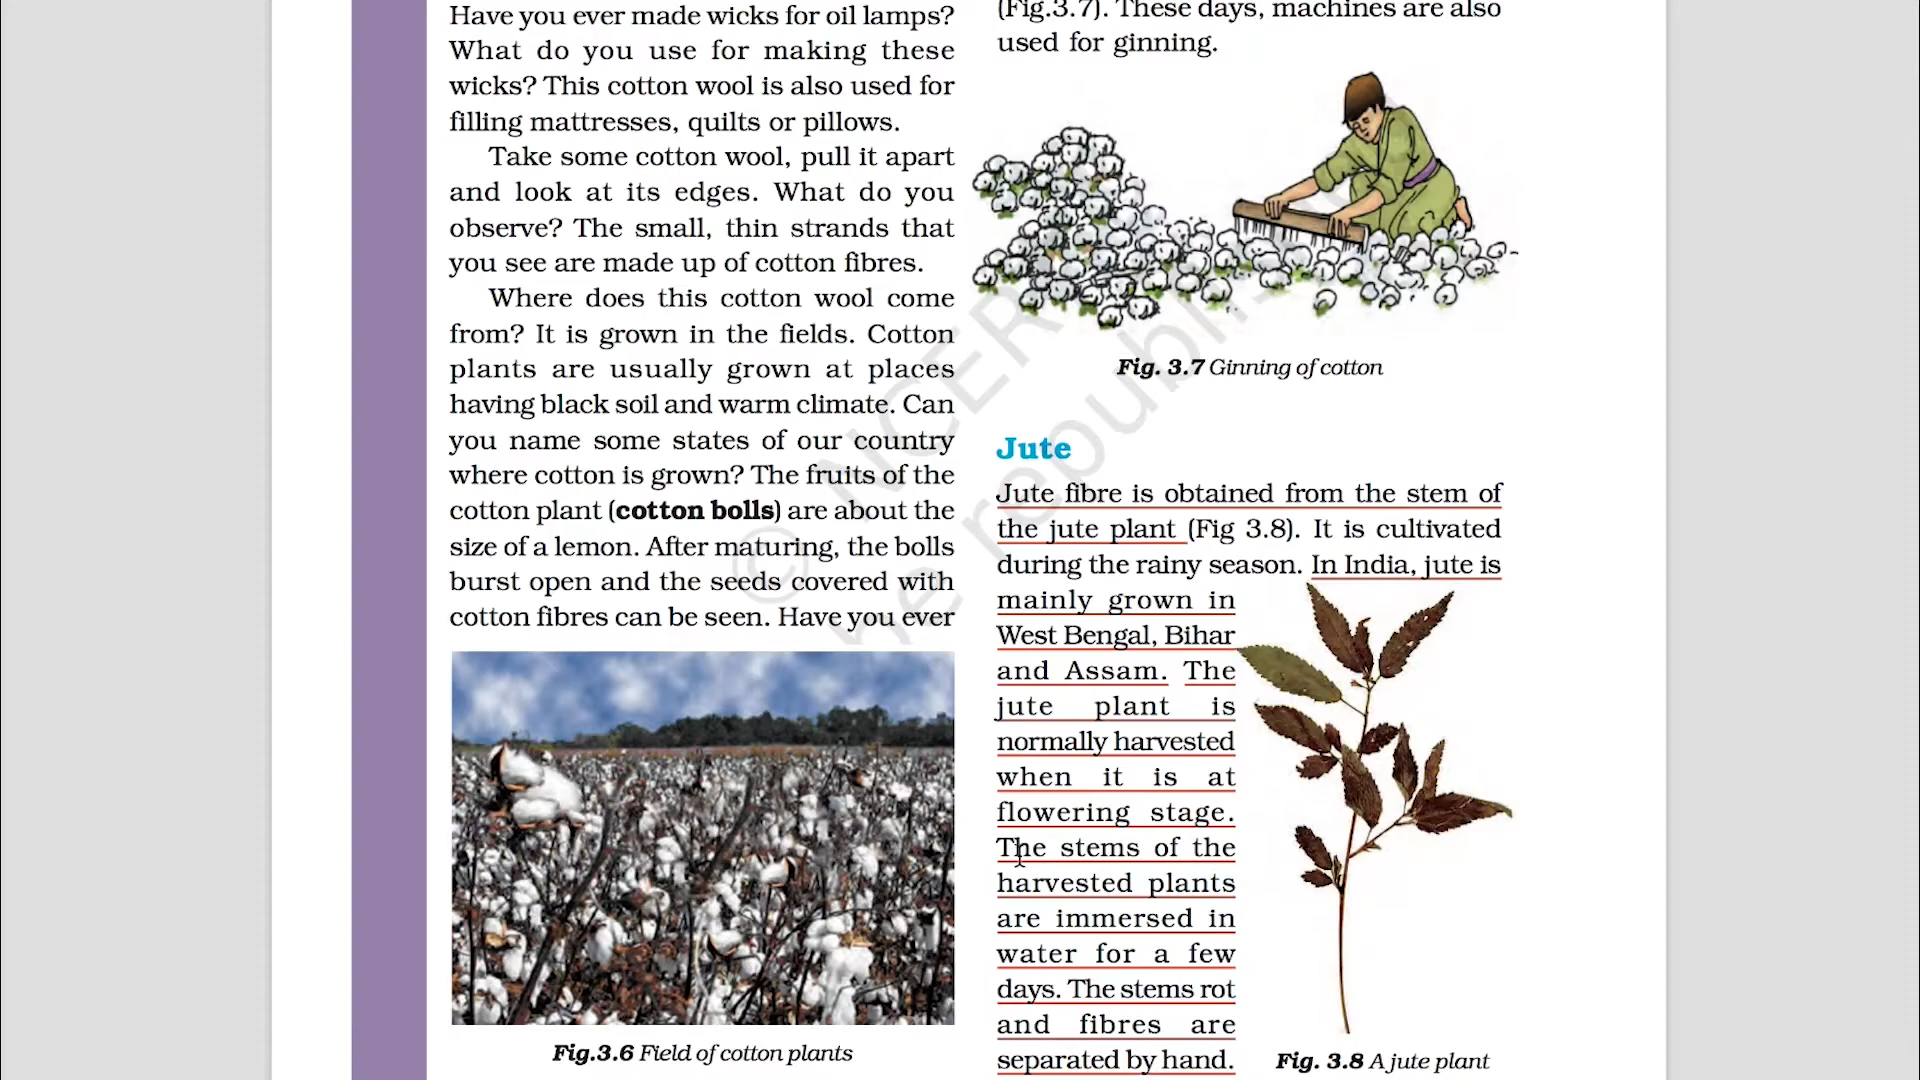 Have you ever made wicks for oil lamps?
What do you use for making these
wicks? This cotton wool is also used for
filling mattresses, quilts or pillows.
Take some cotton wool, pull it apart
and look at its edges. What do you
observe? The small, thin strands that
you see are made up of cotton fibres.
Where does this cotton wool come
from? It is grown in the fields. Cotton
plants are usually grown at places
having black soil and warm climate. Can
you name some states of our country
where cotton is grown? The fruits of the
cotton plant (cotton bolls) are about the
size of a lemon. After maturing, the bolls
burst open and the seeds covered with
cotton fibres can be seen. Have you ever
Fig.3.6 Field of cotton plants
(Fig.3.7). These days, machines are also
used for ginning.
Fig. 3.7 Ginning of cotton
Jute
Jute fibre is obtained from the stem of
the jute plant (Fig 3.8). It is cultivated
during the rainy season. In India, jute is
mainly grown in
West Bengal, Bihar
and Assam. The
jute plant is
normally harvested
when it is at
flowering stage.
The stems of the
harvested plants
are immersed in
water for a few
days. The stems rot
and fibres are
separated by hand.
Fig. 3.8 A jute plant
© NCER
be republis